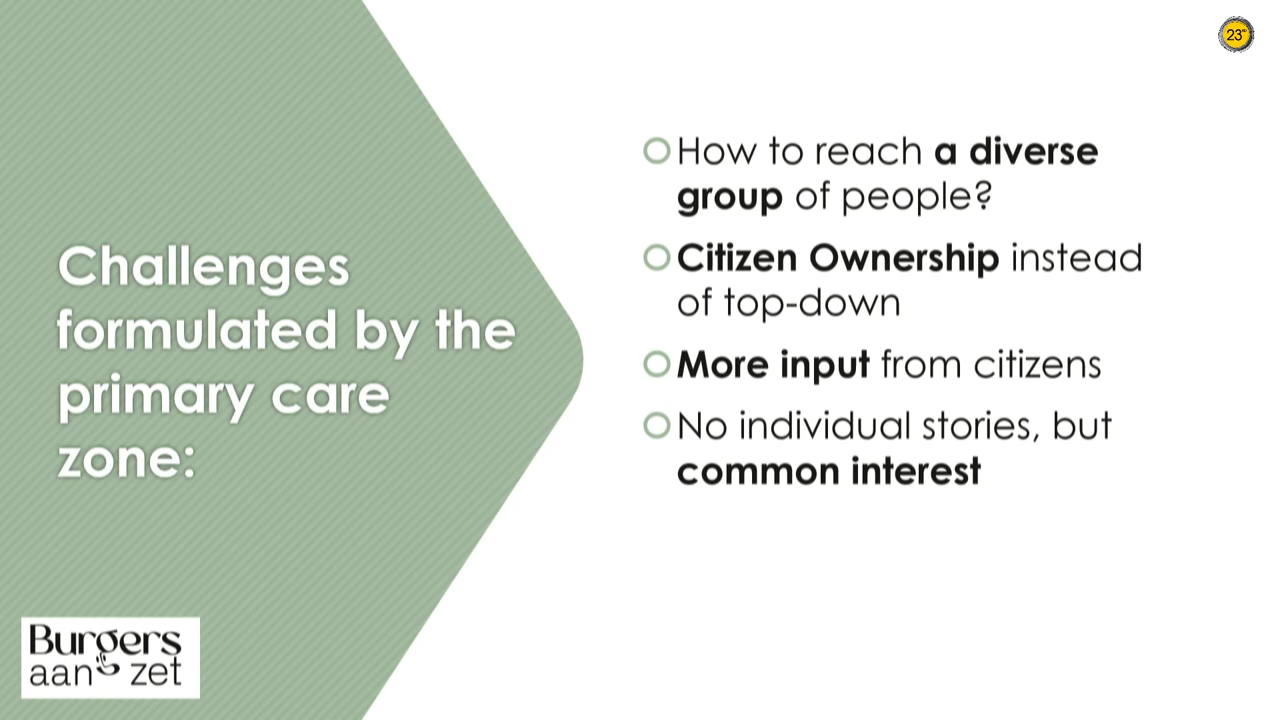 23
Challenges
formulated by the
primary care
zone:
How to reach a diverse
group of people?
Citizen Ownership instead
of top-down
More input from citizens
No individual stories, but
common interest
Burgers
aan zet